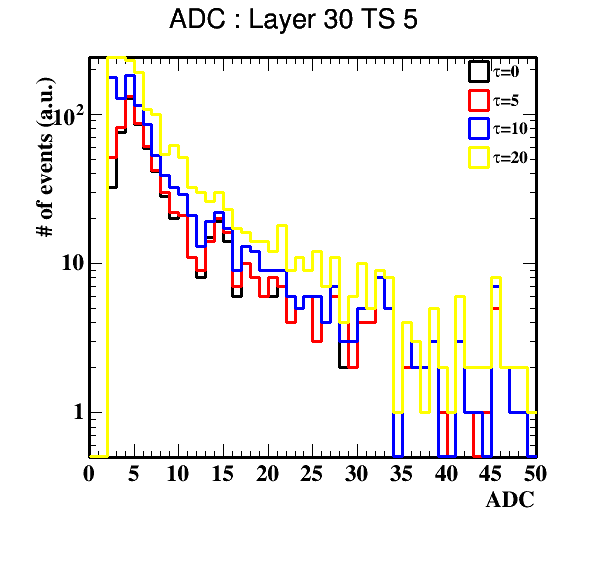 ADC : Layer 30 TS 5
# of events (a.u.)
10²
10
1
τ=0
τ=5
τ=10
τ=20
0 5 10 15 20 25 30 35 40 45 50
ADC